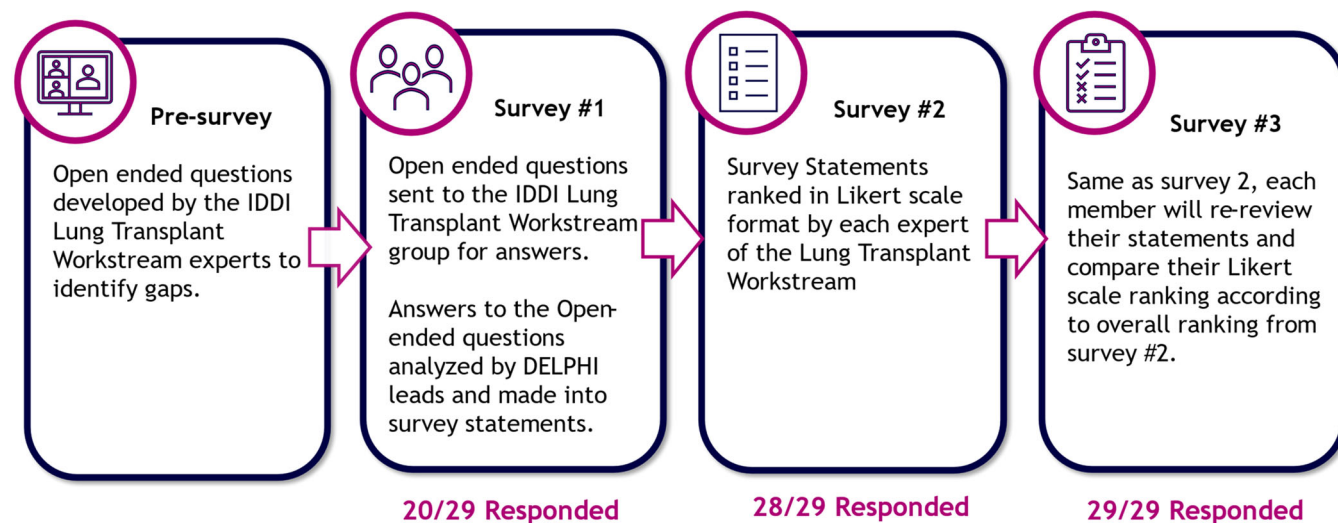 Pre-survey
Open ended questions
developed by the IDDI
Lung Transplant
Workstream experts to
identify gaps.
Survey #1
Open ended questions
sent to the IDDI Lung
Transplant Workstream
group for answers.
Answers to the Open-
ended questions
analyzed by DELPHI
leads and made into
survey statements.
20/29 Responded
Survey #2
Survey Statements
ranked in Likert scale
format by each expert
of the Lung Transplant
Workstream
28/29 Responded
Survey #3
Same as survey 2, each
member will re-review
their statements and
compare their Likert
scale ranking according
to overall ranking from
survey #2.
29/29 Responded